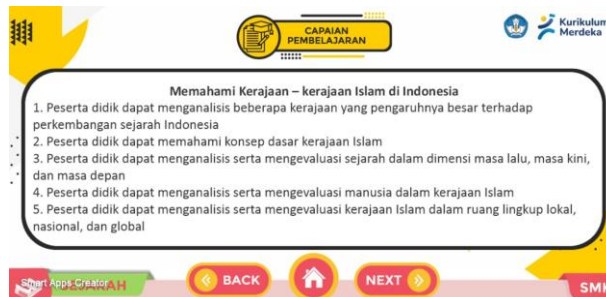 CAPAIAN
PEMBELAJARAN
Kurikulum
Merdeka
Memahami Kerajaan – kerajaan Islam di Indonesia
1. Peserta didik dapat menganalisis beberapa kerajaan yang pengaruhnya besar terhadap
perkembangan sejarah Indonesia
2. Peserta didik dapat memahami konsep dasar kerajaan Islam
3. Peserta didik dapat menganalisis serta mengevaluasi sejarah dalam dimensi masa lalu, masa kini,
dan masa depan
4. Peserta didik dapat menganalisis serta mengevaluasi manusia dalam kerajaan Islam
5. Peserta didik dapat menganalisis serta mengevaluasi kerajaan Islam dalam ruang lingkup lokal,
nasional, dan global
Smart Apps Creator
SEJARAH
BACK
NEXT
SMK